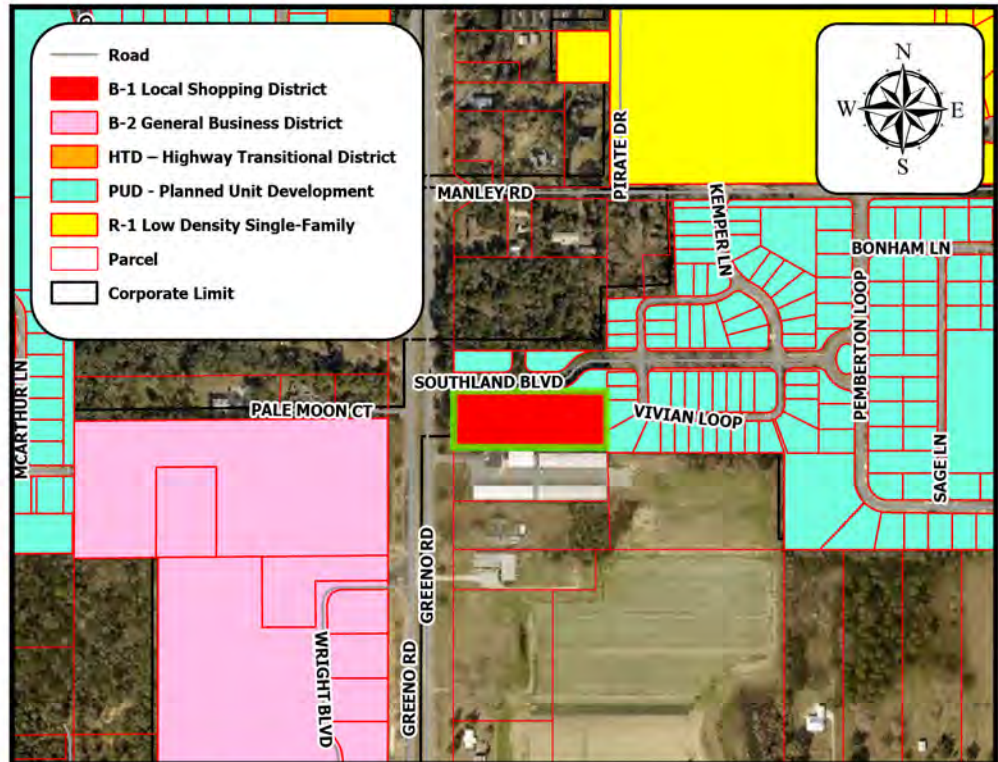 Road
B-1 Local Shopping District
B-2 General Business District
HTD – Highway Transitional District
PUD - Planned Unit Development
R-1 Low Density Single-Family
Parcel
Corporate Limit
N
W E
S
PIRATE DR
MANLEY RD
KEMPER LN
BONHAM LN
PEMBERTON LOOP
SOUTHLAND BLVD
PALE MOON CT
VIVIAN LOOP
MCARTHUR LN
SAGE LN
GREENO RD
GREENO RD
WRIGHT BLVD